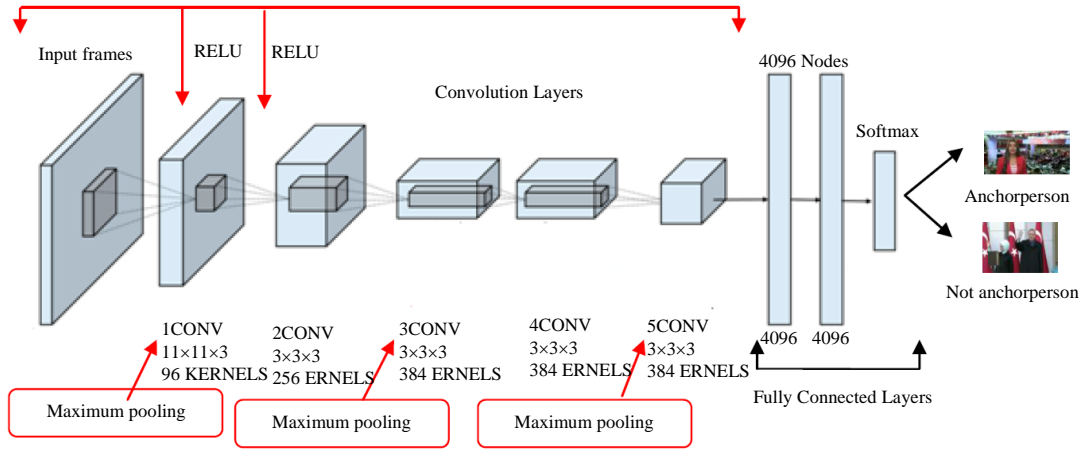 Input frames
RELU
RELU
Convolution Layers
4096 Nodes
Softmax
Anchorperson
Not anchorperson
1CONV
11×11×3
96 KERNELS
2CONV
3×3×3
256 ERNELS
3CONV
3×3×3
384 ERNELS
4CONV
3×3×3
384 ERNELS
5CONV
3×3×3
384 ERNELS
4096
4096
Maximum pooling
Maximum pooling
Maximum pooling
Fully Connected Layers